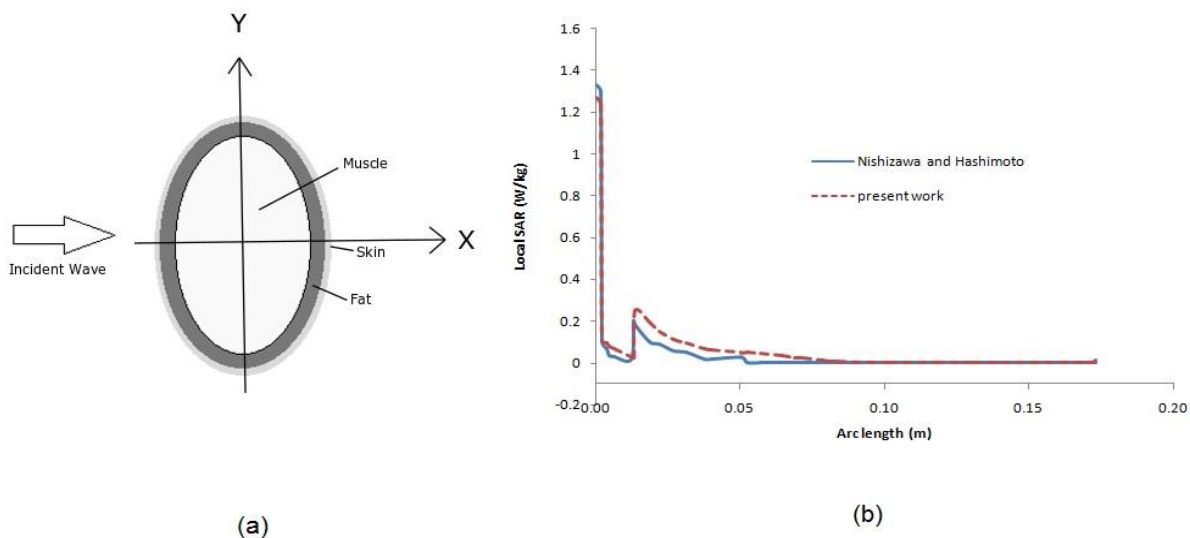 Y
Muscle
X
Skin
Incident Wave
Fat
(a)
1.6
1.4
1.2
1
0.8
0.6
0.4
0.2
0
-0.2
0.00
0.05
0.10
0.15
0.20
Local SAR (W/kg)
Arc length (m)
Nishizawa and Hashimoto
present work
(b)